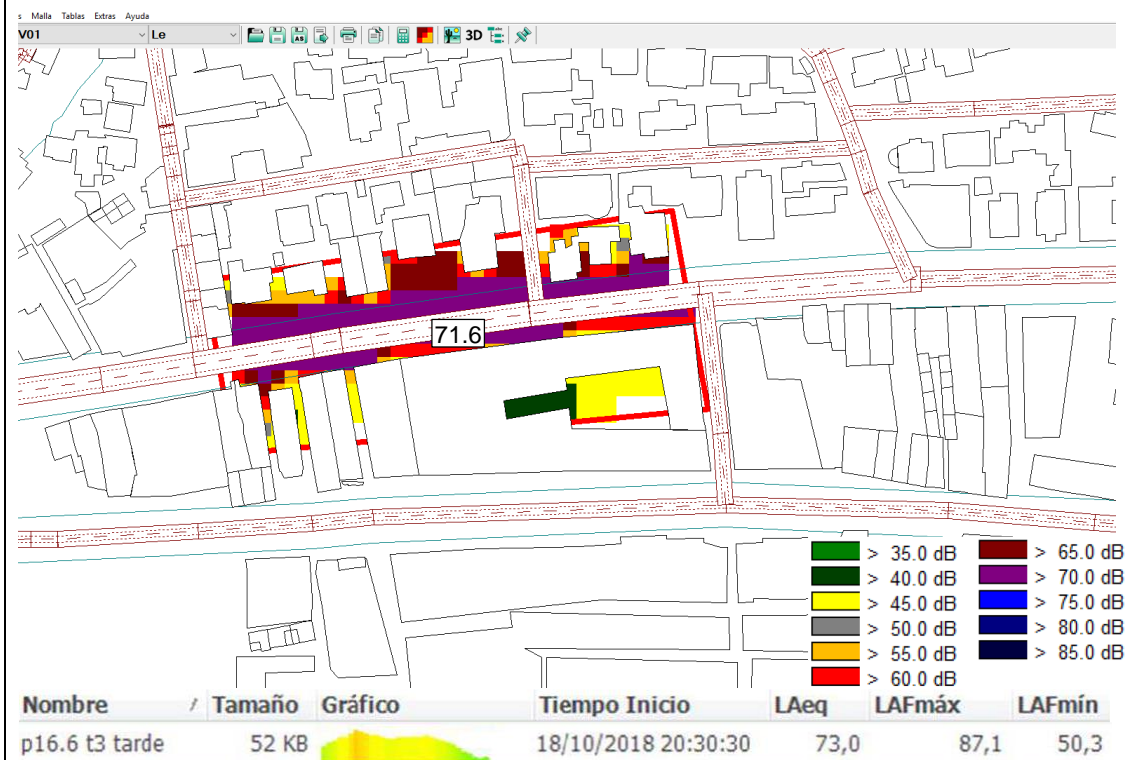 s Malla Tablas Extras Ayuda
V01 Le AS 3D
71.6
> 35.0 dB > 65.0 dB
> 40.0 dB > 70.0 dB
> 45.0 dB > 75.0 dB
> 50.0 dB > 80.0 dB
> 55.0 dB > 85.0 dB
> 60.0 dB
Nombre / Tamaño Gráfico Tiempo Inicio LAeq LAFmáx LAFmín
p16.6 t3 tarde 52 KB 18/10/2018 20:30:30 73,0 87,1 50,3